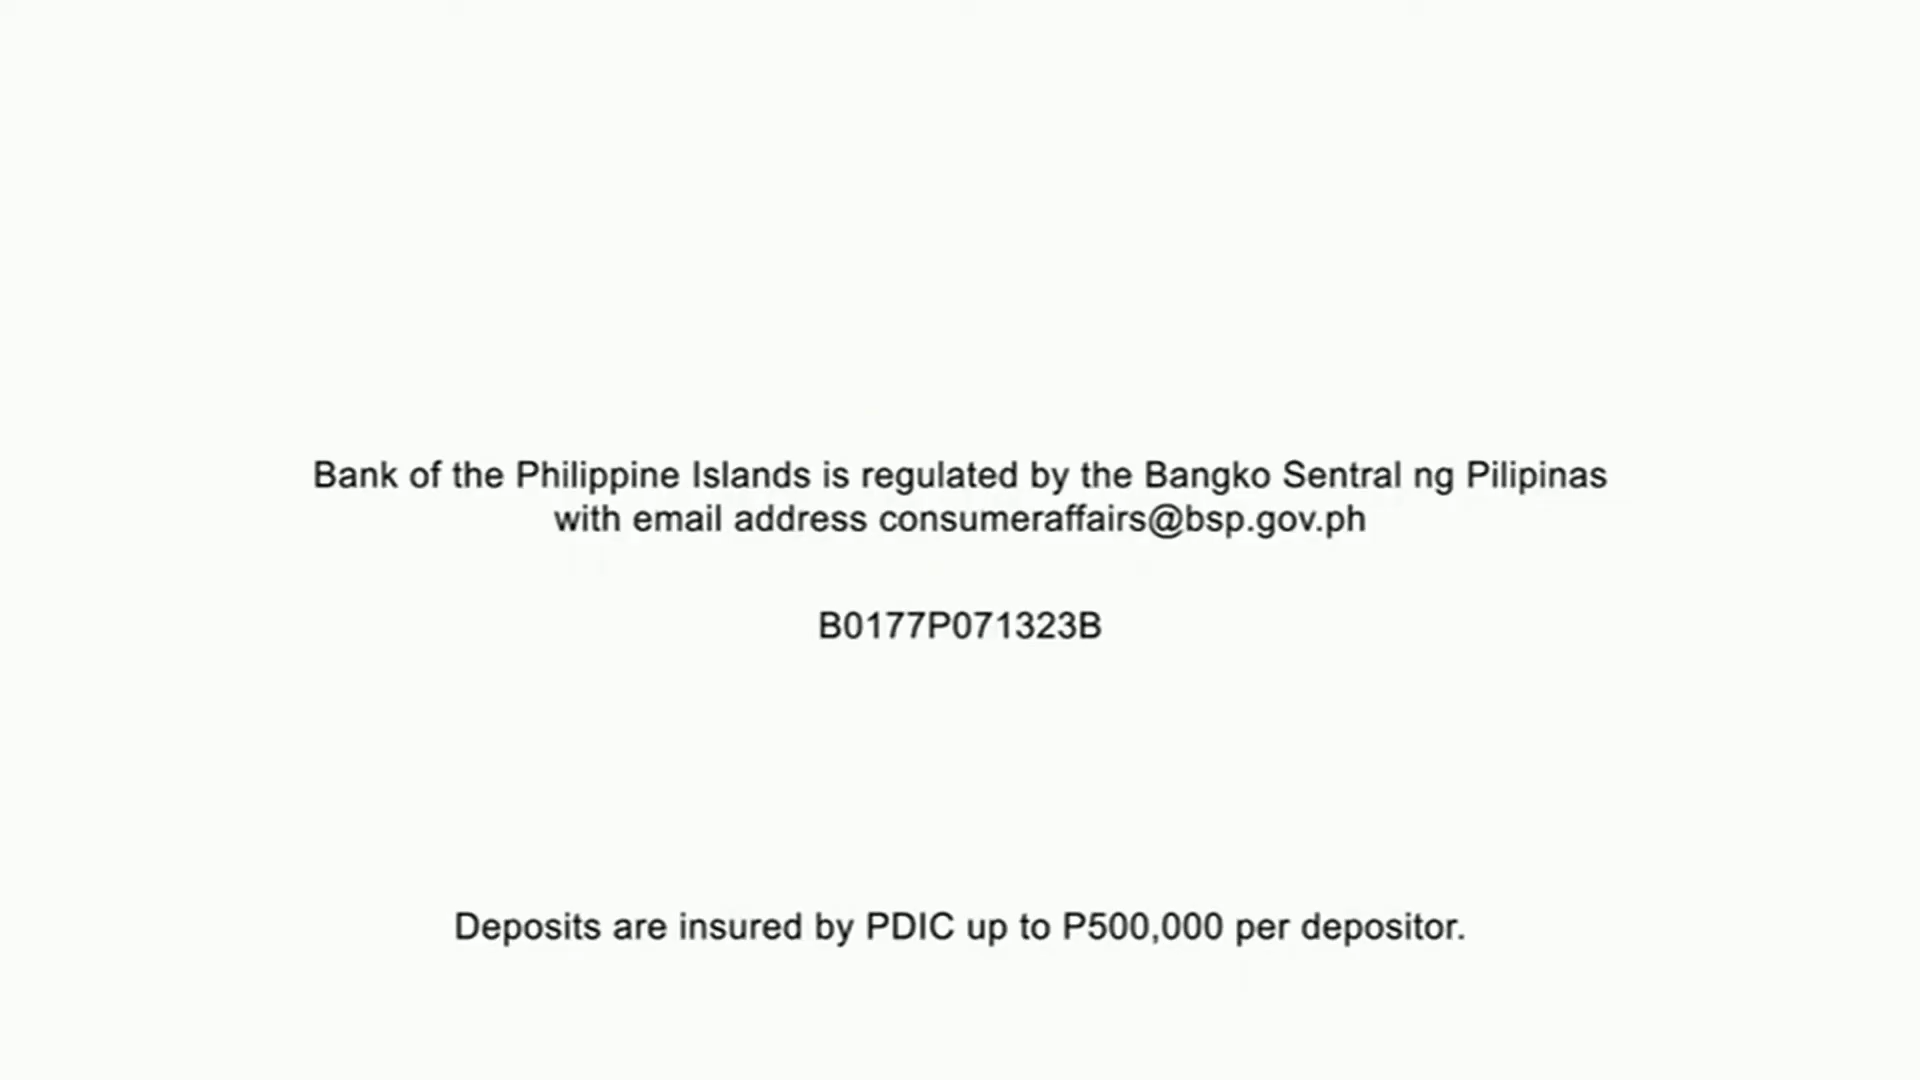 Bank of the Philippine Islands is regulated by the Bangko Sentral ng Pilipinas
with email address consumeraffairs@bsp.gov.ph
B0177P071323B
Deposits are insured by PDIC up to P500,000 per depositor.